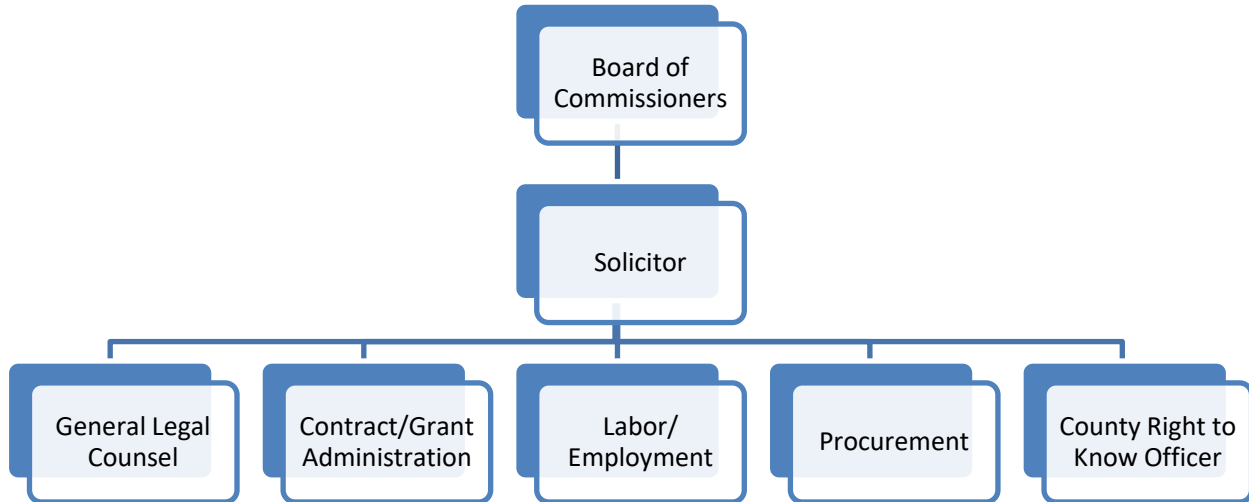 Board of
Commissioners
Solicitor
General Legal
Counsel
Contract/Grant
Administration
Labor/
Employment
Procurement
County Right to
Know Officer